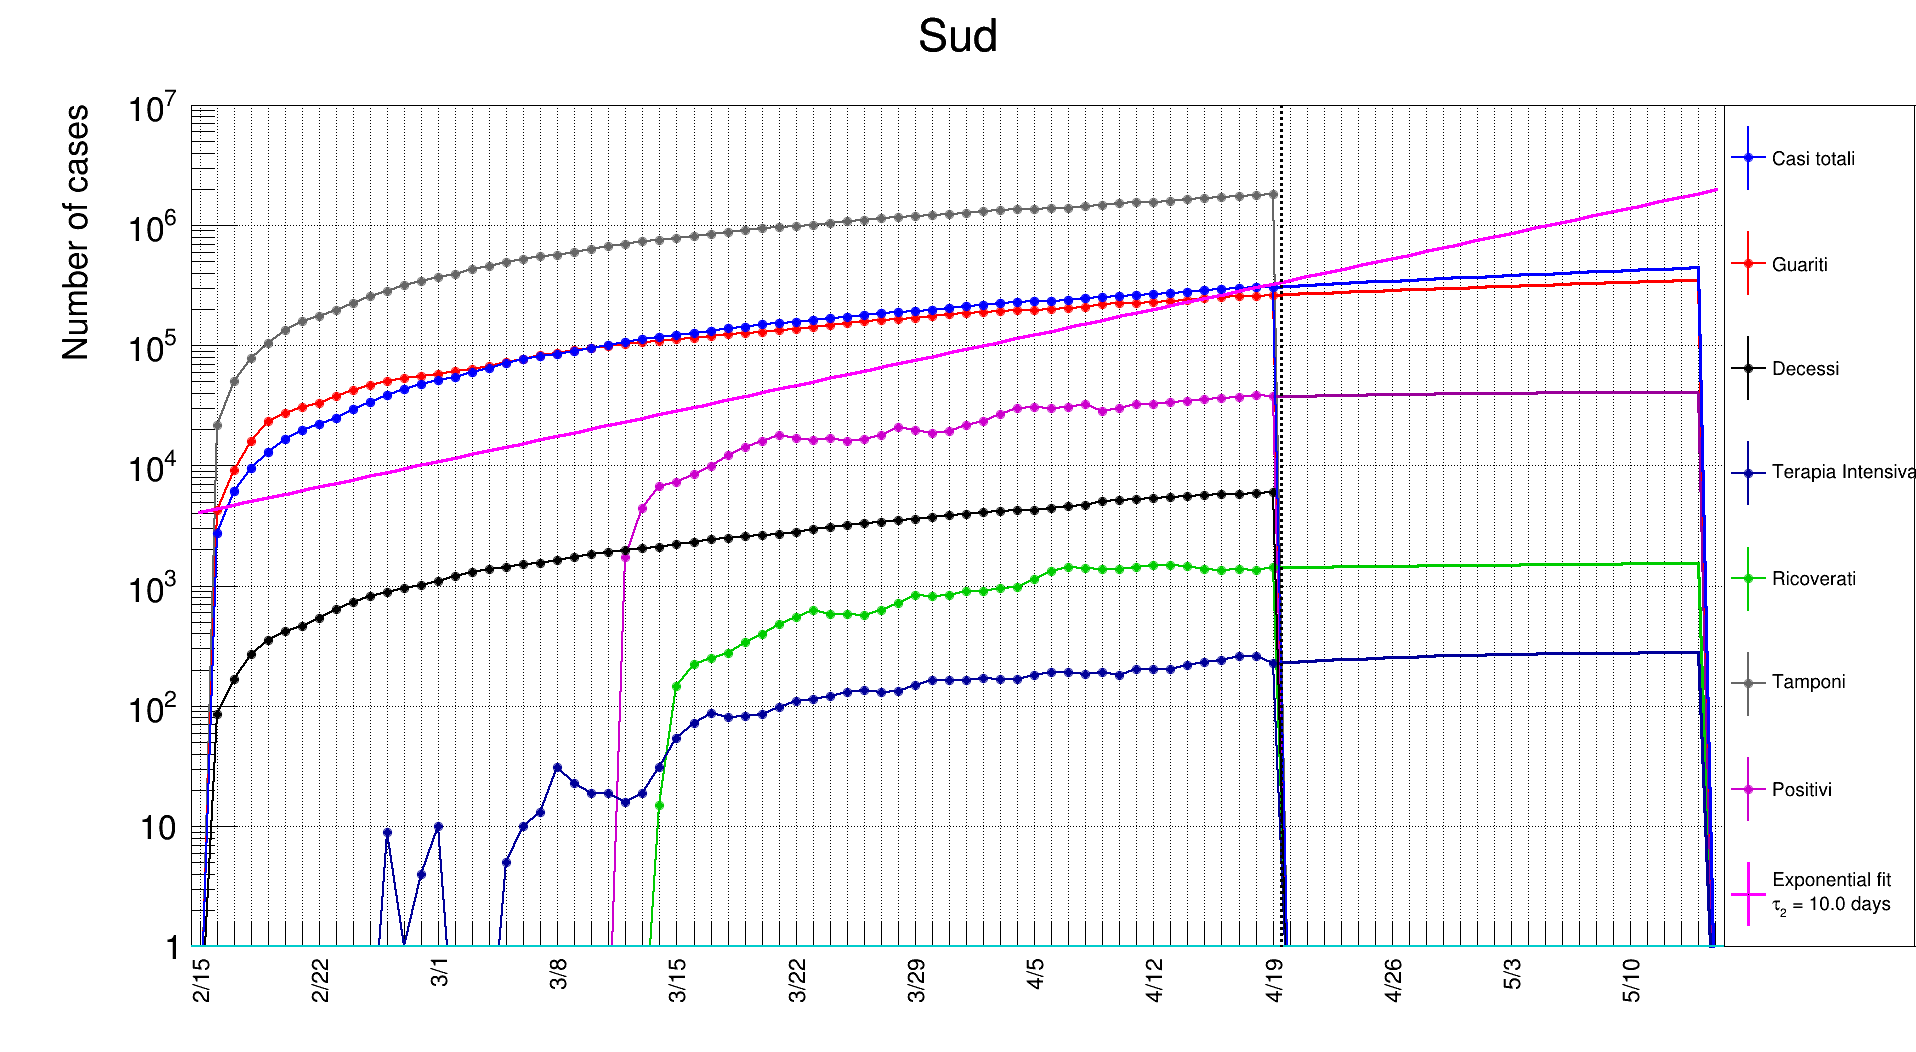 Sud
Number of cases
10^7
10^6
10^5
10^4
10^3
10^2
10
1
2/15 2/22 3/1 3/8 3/15 3/22 3/29 4/5 4/12 4/19 4/26 5/3 5/10
Casi totali
Guariti
Decessi
Terapia Intensiva
Ricoverati
Tamponi
Positivi
Exponential fit
τ_2 = 10.0 days